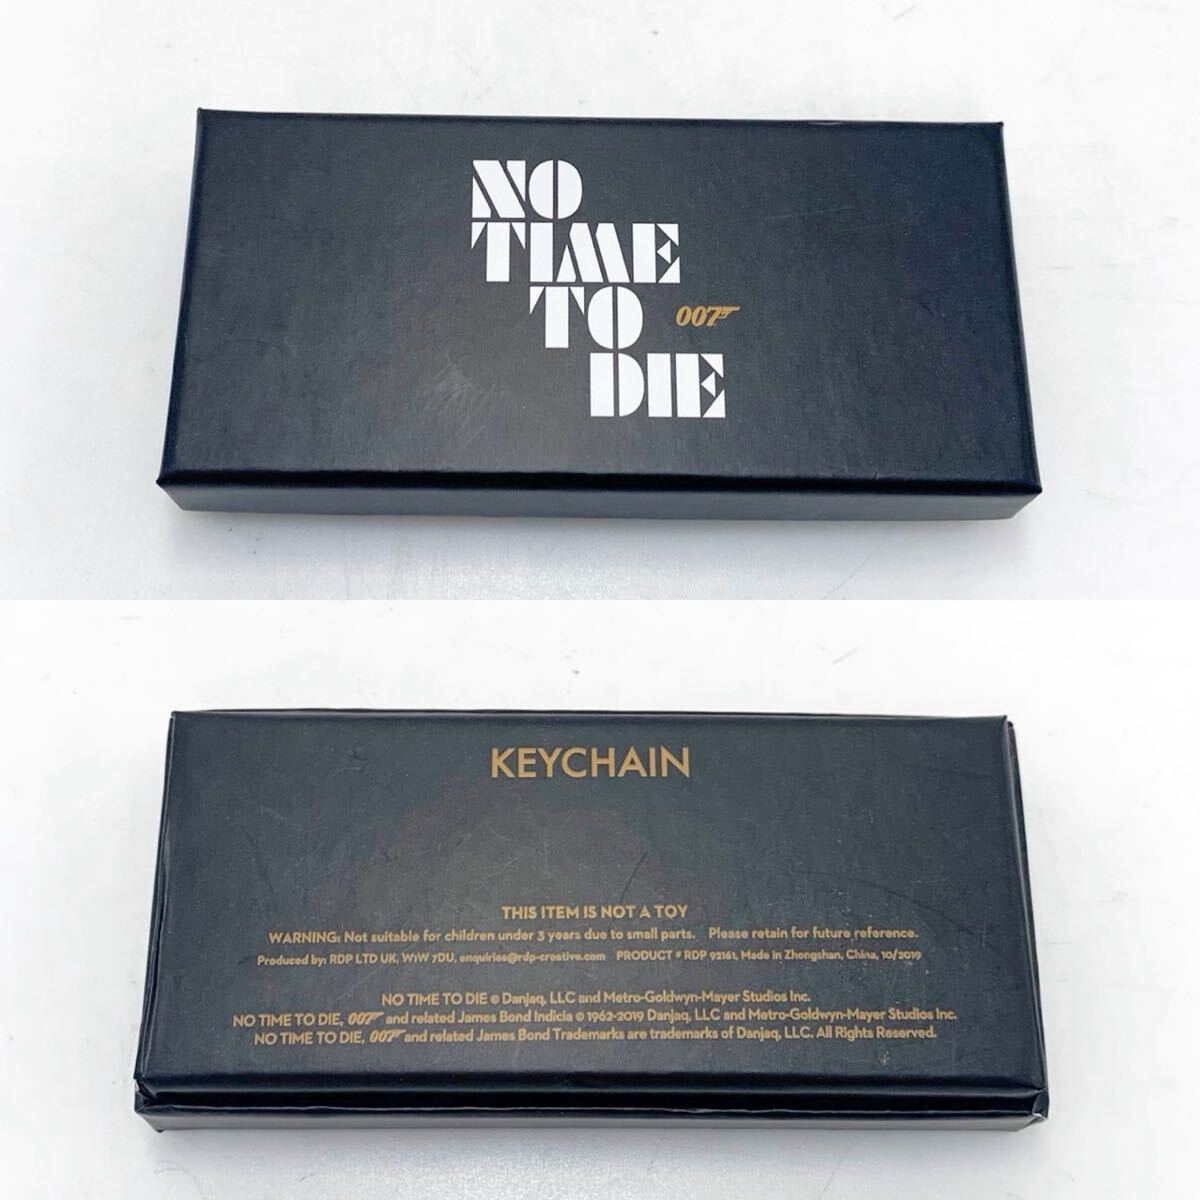 NO
TIME
TO
007
DIE
KEYCHAIN
THIS ITEM IS NOT A TOY
WARNING: Not suitable for children under 3 years due to small parts. Please retain for future reference.
Produced by: RDP LTD UK, W1W 7DU, enquiries@rdp-creative.com PRODUCT # RDP 92161, Made in Zhongshan, China, 10/2019
NO TIME TO DIE © Danjaq, LLC and Metro-Goldwyn-Mayer Studios Inc.
NO TIME TO DIE, 007 and related James Bond Indicia © 1962-2019 Danjaq, LLC and Metro-Goldwyn-Mayer Studios Inc.
NO TIME TO DIE, 007 and related James Bond Trademarks are trademarks of Danjaq, LLC. All Rights Reserved.